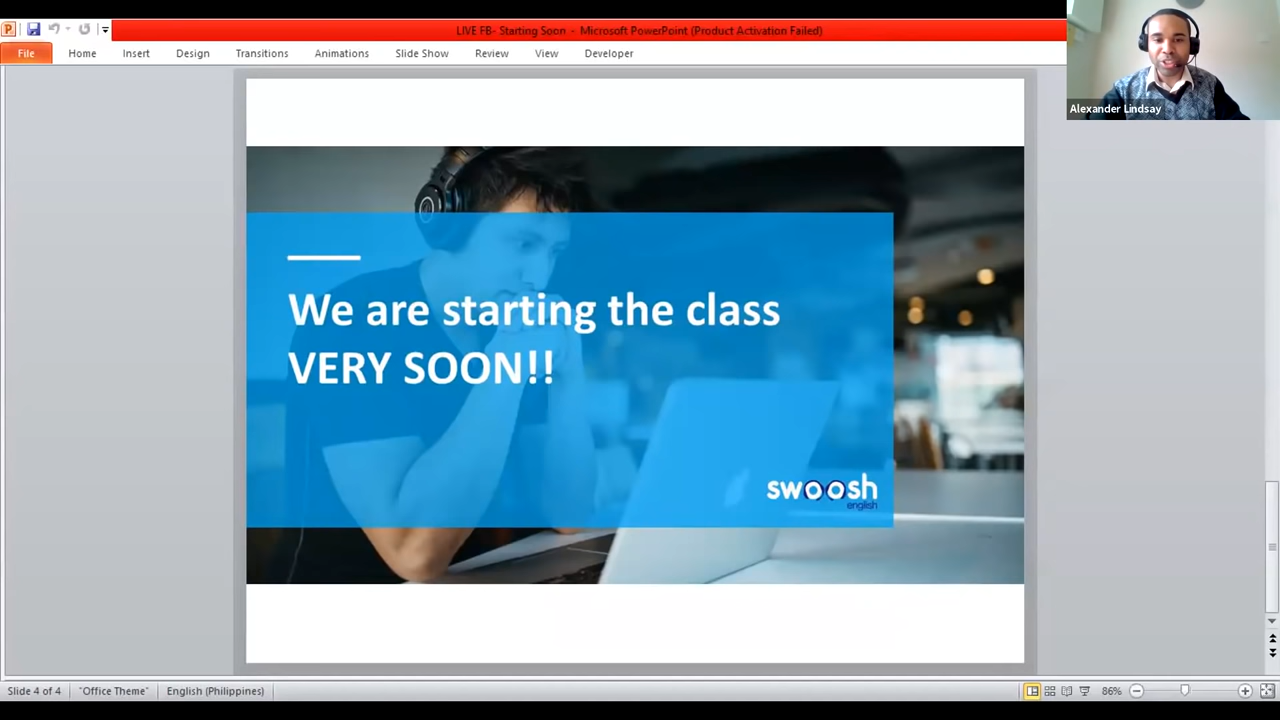 LIVE FB- Starting Soon - Microsoft PowerPoint (Product Activation Failed)
File Home Insert Design Transitions Animations Slide Show Review View Developer
Alexander Lindsay
We are starting the class
VERY SOON!!
swoosh
english
Slide 4 of 4 "Office Theme" English (Philippines) 86%